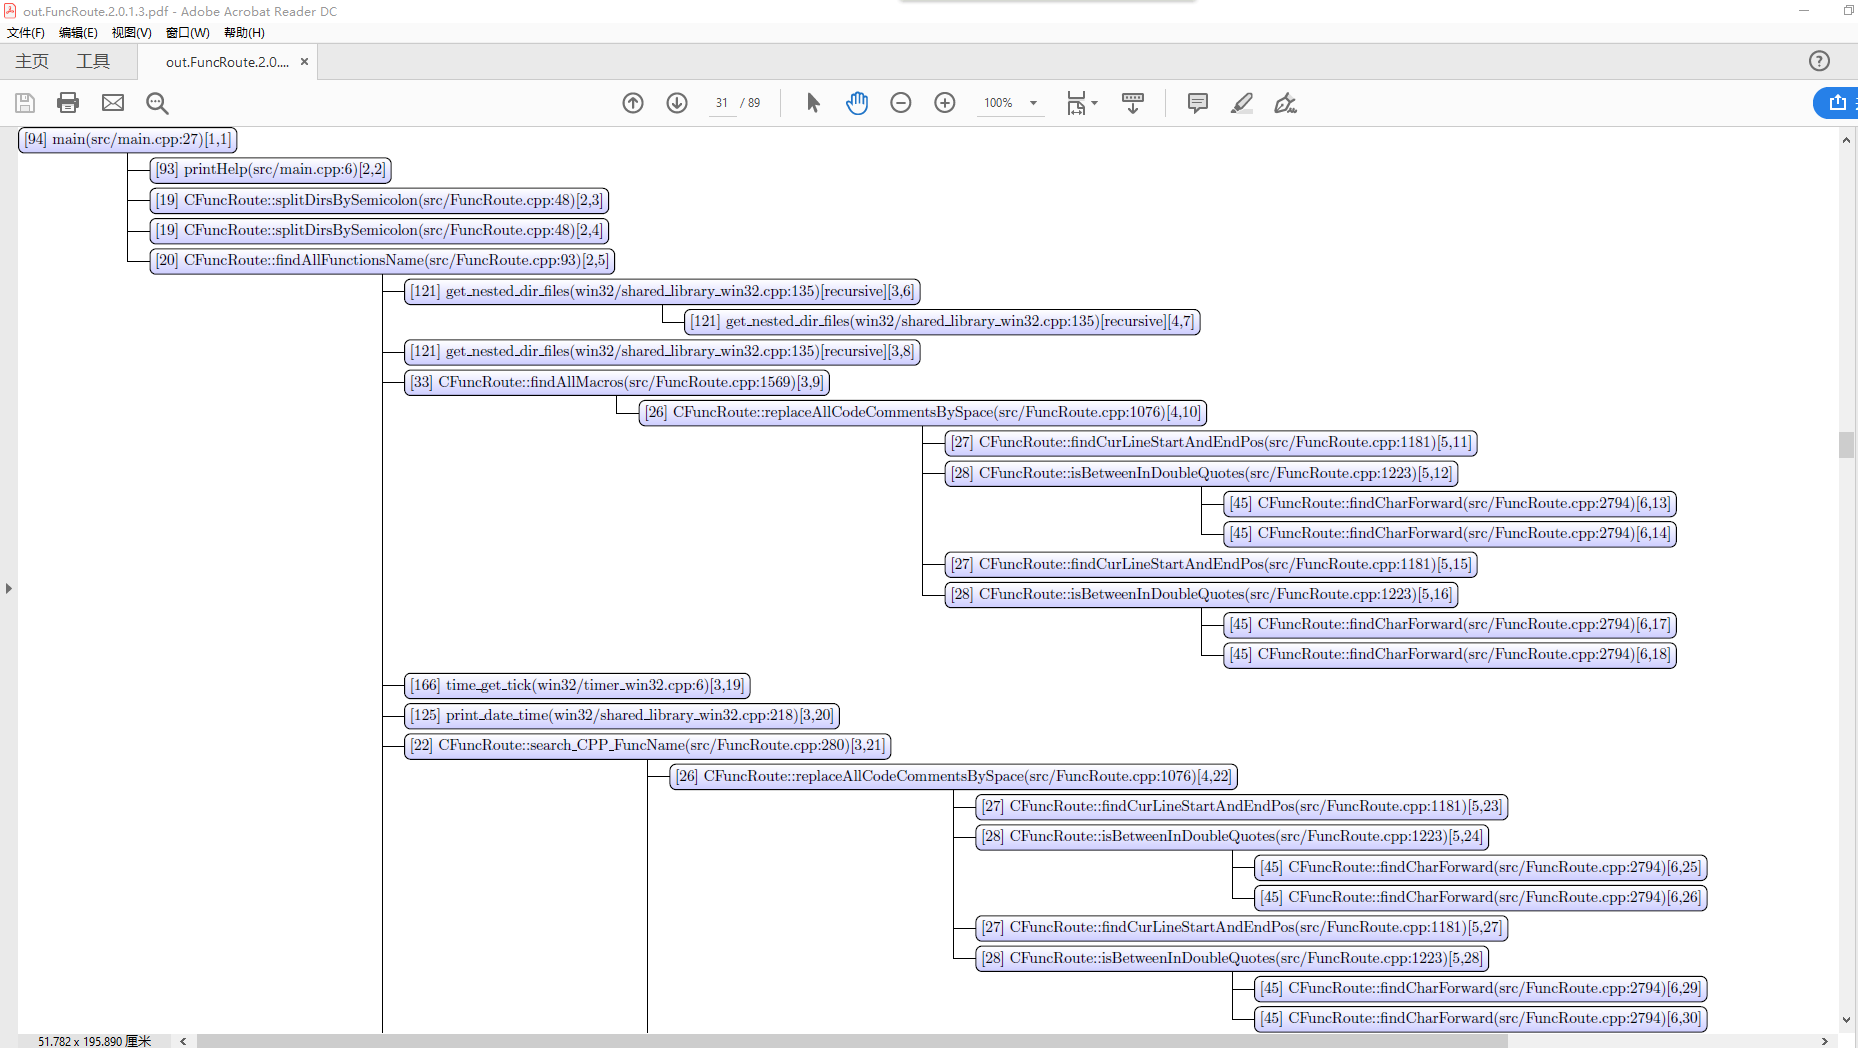 out.FuncRoute.2.0.1.3.pdf - Adobe Acrobat Reader DC
文件(F) 编辑(E) 视图(V) 窗口(W) 帮助(H)
主页 工具 out.FuncRoute.2.0.... ×
31 / 89 100%
[94] main(src/main.cpp:27)[1,1]
[93] printHelp(src/main.cpp:6)[2,2]
[19] CFuncRoute::splitDirsBySemicolon(src/FuncRoute.cpp:48)[2,3]
[19] CFuncRoute::splitDirsBySemicolon(src/FuncRoute.cpp:48)[2,4]
[20] CFuncRoute::findAllFunctionsName(src/FuncRoute.cpp:93)[2,5]
[121] get_nested_dir_files(win32/shared_library_win32.cpp:135)[recursive][3,6]
[121] get_nested_dir_files(win32/shared_library_win32.cpp:135)[recursive][4,7]
[121] get_nested_dir_files(win32/shared_library_win32.cpp:135)[recursive][3,8]
[33] CFuncRoute::findAllMacros(src/FuncRoute.cpp:1569)[3,9]
[26] CFuncRoute::replaceAllCodeCommentsBySpace(src/FuncRoute.cpp:1076)[4,10]
[27] CFuncRoute::findCurLineStartAndEndPos(src/FuncRoute.cpp:1181)[5,11]
[28] CFuncRoute::isBetweenInDoubleQuotes(src/FuncRoute.cpp:1223)[5,12]
[45] CFuncRoute::findCharForward(src/FuncRoute.cpp:2794)[6,13]
[45] CFuncRoute::findCharForward(src/FuncRoute.cpp:2794)[6,14]
[27] CFuncRoute::findCurLineStartAndEndPos(src/FuncRoute.cpp:1181)[5,15]
[28] CFuncRoute::isBetweenInDoubleQuotes(src/FuncRoute.cpp:1223)[5,16]
[45] CFuncRoute::findCharForward(src/FuncRoute.cpp:2794)[6,17]
[45] CFuncRoute::findCharForward(src/FuncRoute.cpp:2794)[6,18]
[166] time_get_tick(win32/timer_win32.cpp:6)[3,19]
[125] print_date_time(win32/shared_library_win32.cpp:218)[3,20]
[22] CFuncRoute::search_CPP_FuncName(src/FuncRoute.cpp:280)[3,21]
[26] CFuncRoute::replaceAllCodeCommentsBySpace(src/FuncRoute.cpp:1076)[4,22]
[27] CFuncRoute::findCurLineStartAndEndPos(src/FuncRoute.cpp:1181)[5,23]
[28] CFuncRoute::isBetweenInDoubleQuotes(src/FuncRoute.cpp:1223)[5,24]
[45] CFuncRoute::findCharForward(src/FuncRoute.cpp:2794)[6,25]
[45] CFuncRoute::findCharForward(src/FuncRoute.cpp:2794)[6,26]
[27] CFuncRoute::findCurLineStartAndEndPos(src/FuncRoute.cpp:1181)[5,27]
[28] CFuncRoute::isBetweenInDoubleQuotes(src/FuncRoute.cpp:1223)[5,28]
[45] CFuncRoute::findCharForward(src/FuncRoute.cpp:2794)[6,29]
[45] CFuncRoute::findCharForward(src/FuncRoute.cpp:2794)[6,30]
51.782 x 195.890 厘米